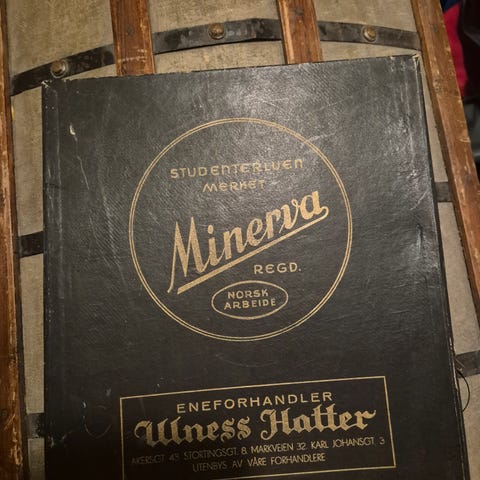 STUDENTERLUEN
MERKET
Minerva
REGD.
NORSK
ARBEIDE
ENEFORHANDLER
Ulness Hatter
AKERSGT. 43 STORTINGSGT. 8, MARKVEIEN 32 KARL JOHANSGT. 3
UTENBYS AV VÅRE FORHANDLERE